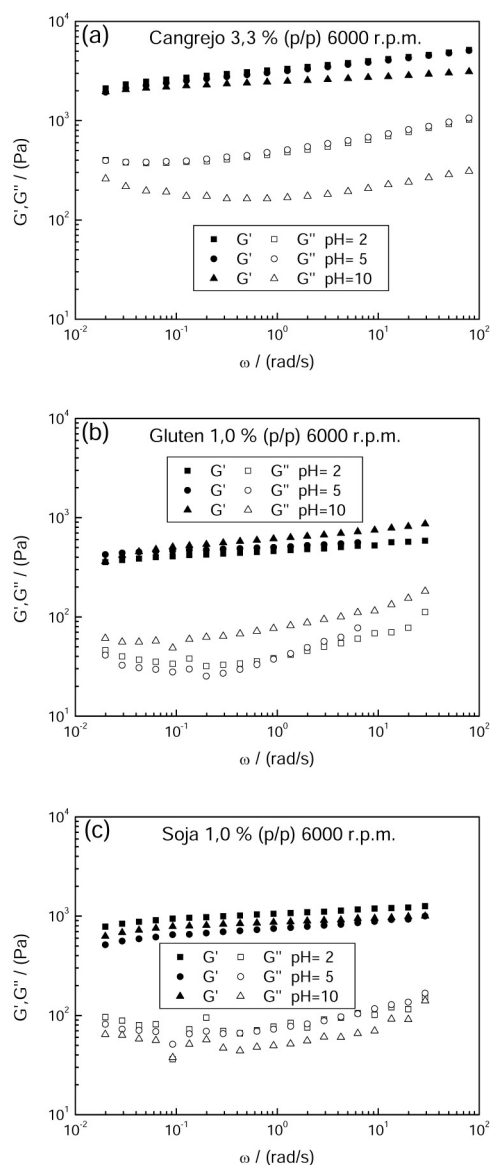 (a) Cangrejo 3,3 % (p/p) 6000 r.p.m.
10⁴
10³
10²
10¹
G',G'' / (Pa)
G' G'' pH= 2
G' G'' pH= 5
G' G'' pH=10
10⁻² 10⁻¹ 10⁰ 10¹ 10²
ω / (rad/s)
(b) Gluten 1,0 % (p/p) 6000 r.p.m.
10⁴
10³
10²
10¹
G',G'' / (Pa)
G' G'' pH= 2
G' G'' pH= 5
G' G'' pH=10
10⁻² 10⁻¹ 10⁰ 10¹ 10²
ω / (rad/s)
(c) Soja 1,0 % (p/p) 6000 r.p.m.
10⁴
10³
10²
10¹
G',G'' / (Pa)
G' G'' pH= 2
G' G'' pH= 5
G' G'' pH=10
10⁻² 10⁻¹ 10⁰ 10¹ 10²
ω / (rad/s)